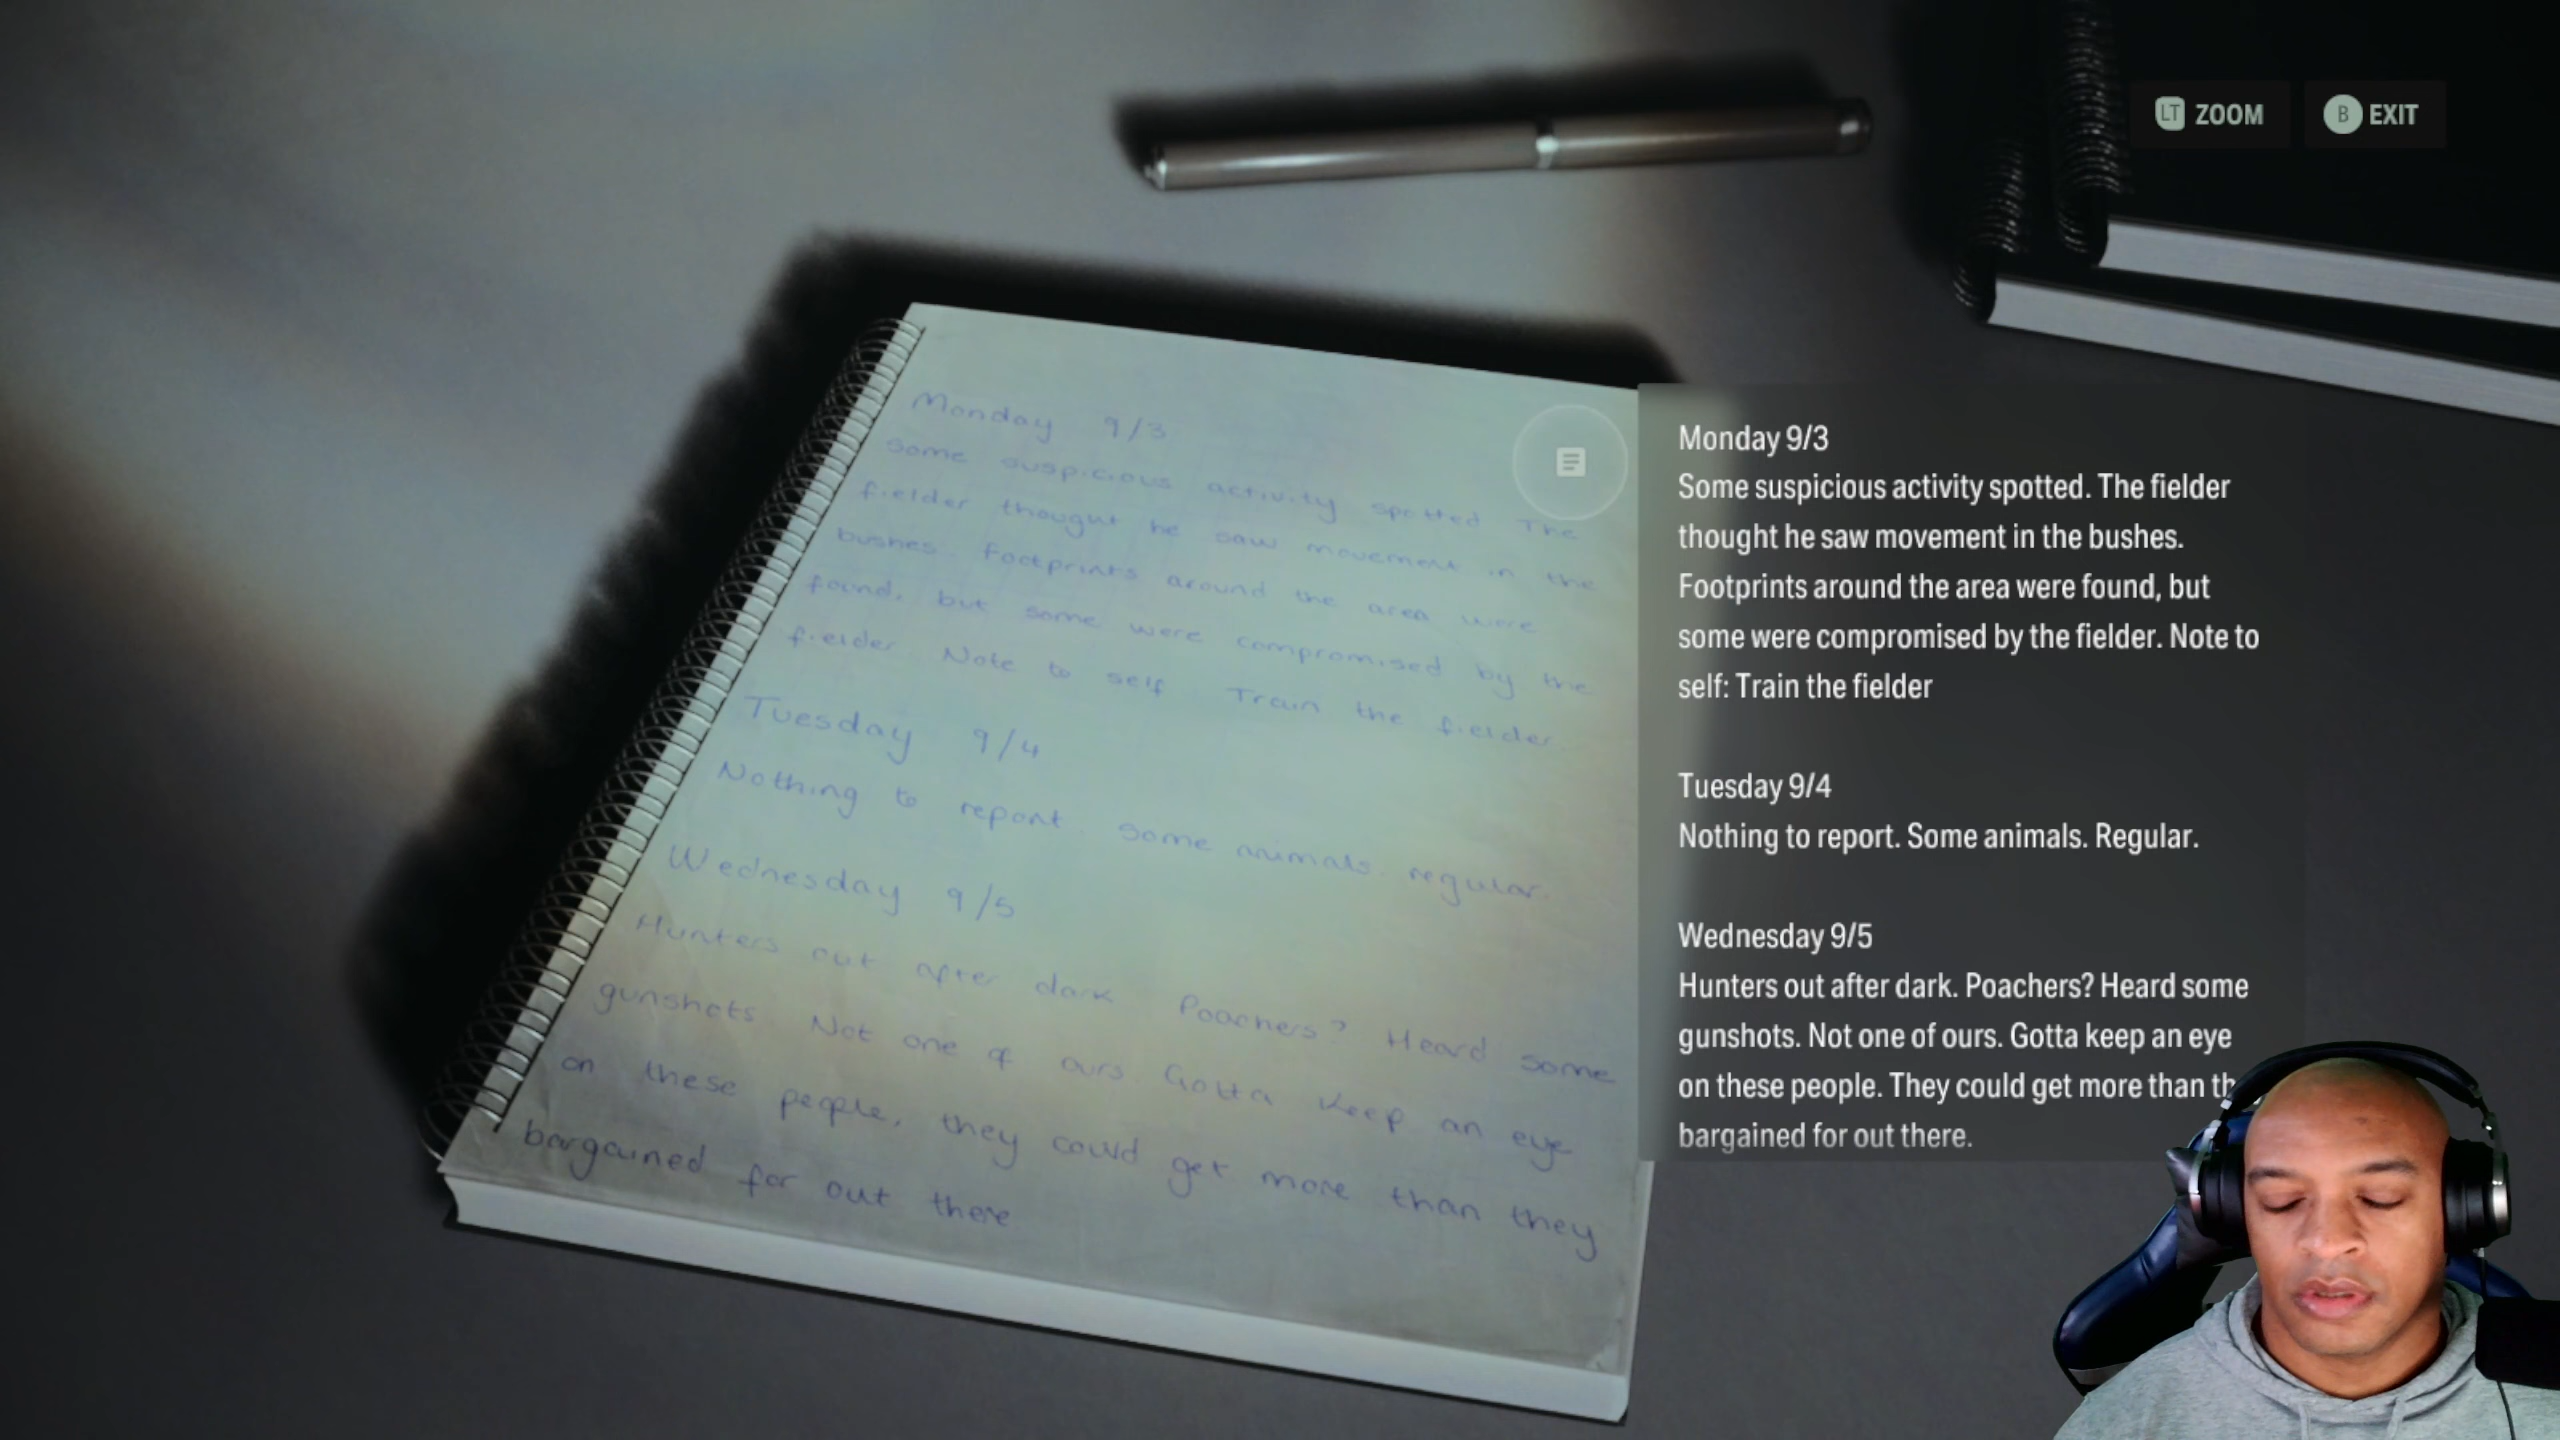 LT ZOOM
B EXIT
Monday 9/3
Some suspicious activity spotted The
fielder thought he saw movement in the
bushes. Footprints around the area were
found, but some were compromised by the
fielder Note to self Train the fielder.
Tuesday 9/4
Nothing to report some animals. regular.
Wednesday 9/5
Hunters out after dark Poachers? Heard some
gunshots Not one of ours. Gotta keep an eye
on these people, they could get more than they
bargained for out there
Monday 9/3
Some suspicious activity spotted. The fielder
thought he saw movement in the bushes.
Footprints around the area were found, but
some were compromised by the fielder. Note to
self: Train the fielder
Tuesday 9/4
Nothing to report. Some animals. Regular.
Wednesday 9/5
Hunters out after dark. Poachers? Heard some
gunshots. Not one of ours. Gotta keep an eye
on these people. They could get more than
bargained for out there.